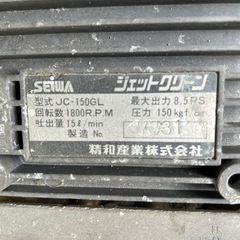 SEIWA ジェットクリーン
型式 JC-150GL 最大出力 8.5PS
回転数 1800R.P.M 圧力 150kgf/cm²
吐出量 15ℓ/min
製造 No.
精和産業株式会社